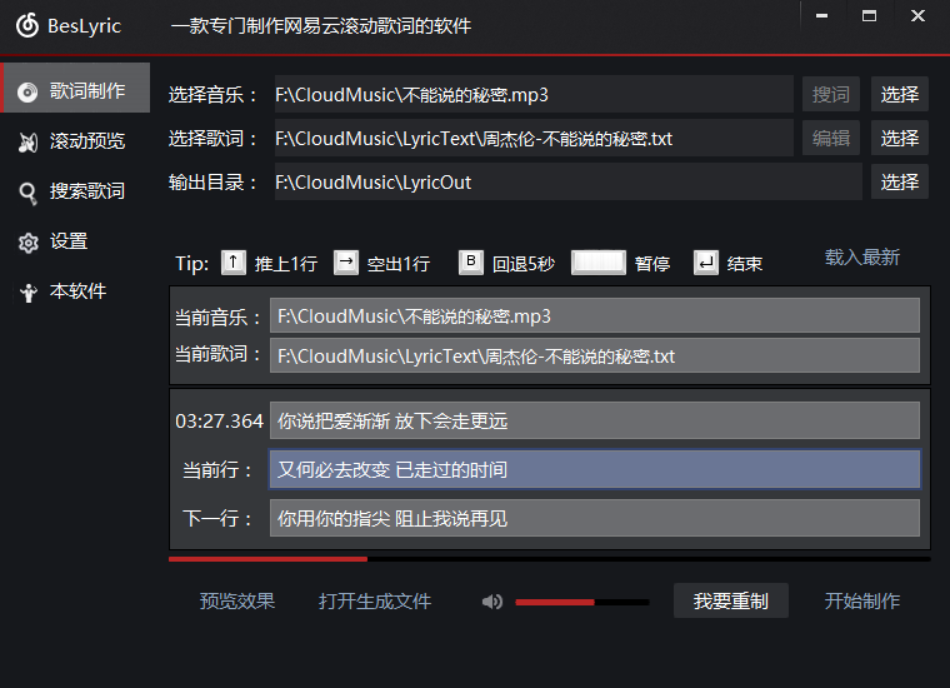 BesLyric 一款专门制作网易云滚动歌词的软件
歌词制作
滚动预览
搜索歌词
设置
本软件
选择音乐： F:\CloudMusic\不能说的秘密.mp3 搜词 选择
选择歌词： F:\CloudMusic\LyricText\周杰伦-不能说的秘密.txt 编辑 选择
输出目录： F:\CloudMusic\LyricOut 选择
Tip: ↑ 推上1行 → 空出1行 B 回退5秒 暂停 ↵ 结束 载入最新
当前音乐： F:\CloudMusic\不能说的秘密.mp3
当前歌词： F:\CloudMusic\LyricText\周杰伦-不能说的秘密.txt
03:27.364 你说把爱渐渐 放下会走更远
当前行： 又何必去改变 已走过的时间
下一行： 你用你的指尖 阻止我说再见
预览效果 打开生成文件 我要重制 开始制作